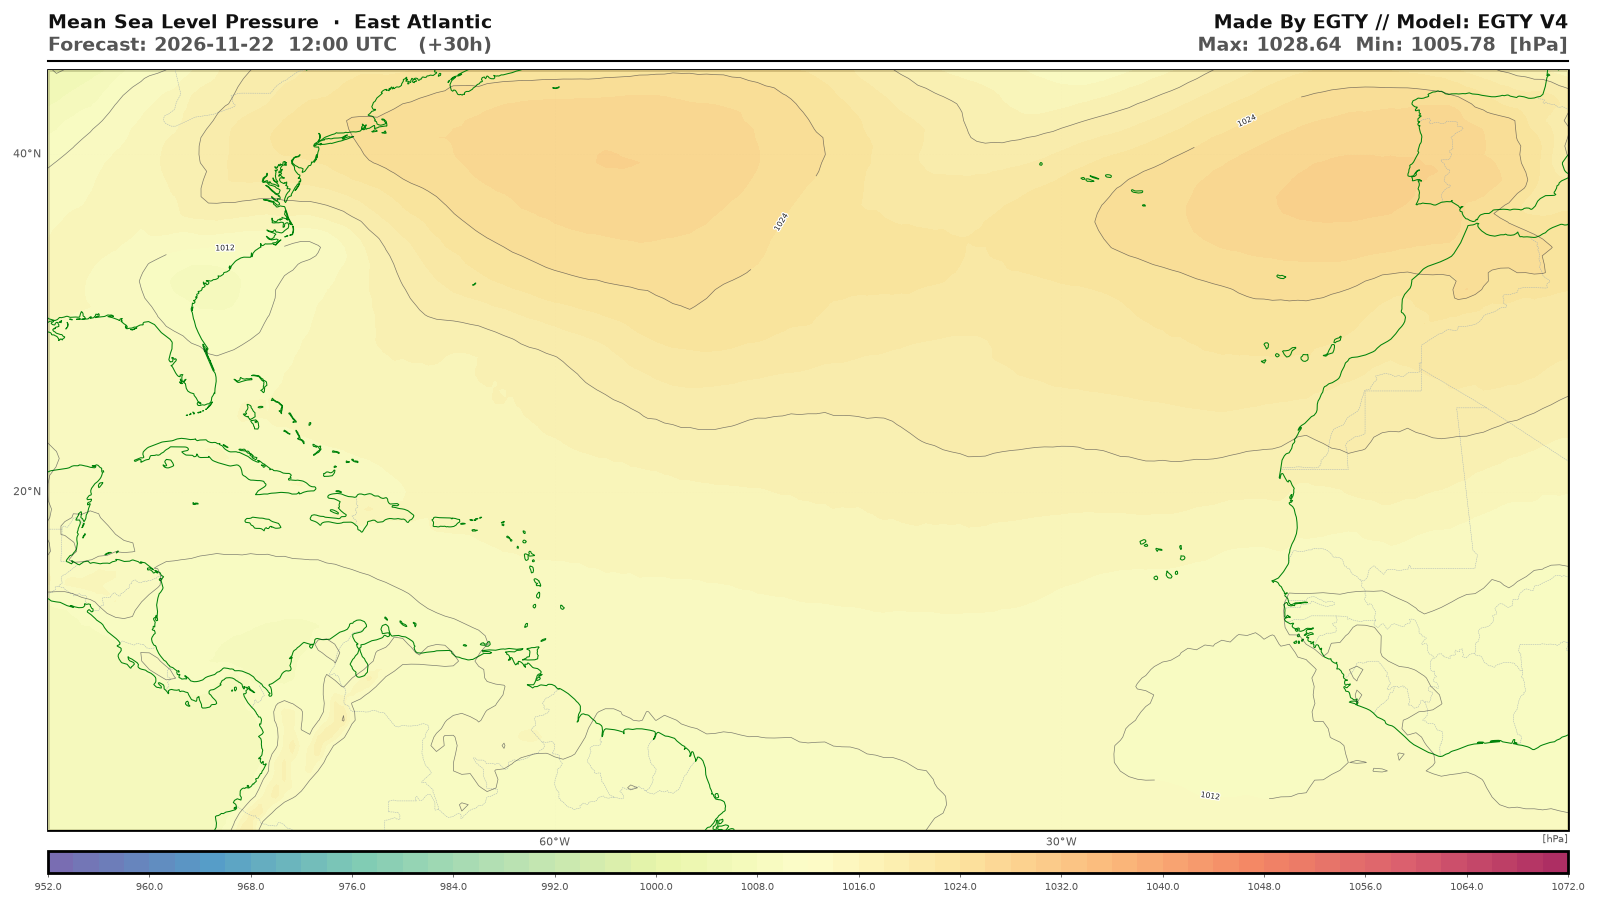 Mean Sea Level Pressure · East Atlantic
Made By EGTY // Model: EGTY V4
Forecast: 2026-11-22 12:00 UTC (+30h)
Max: 1028.64 Min: 1005.78 [hPa]
1024
40°N
1024
1012
20°N
1012
60°W
30°W
[hPa]
952.0 960.0 968.0 976.0 984.0 992.0 1000.0 1008.0 1016.0 1024.0 1032.0 1040.0 1048.0 1056.0 1064.0 1072.0